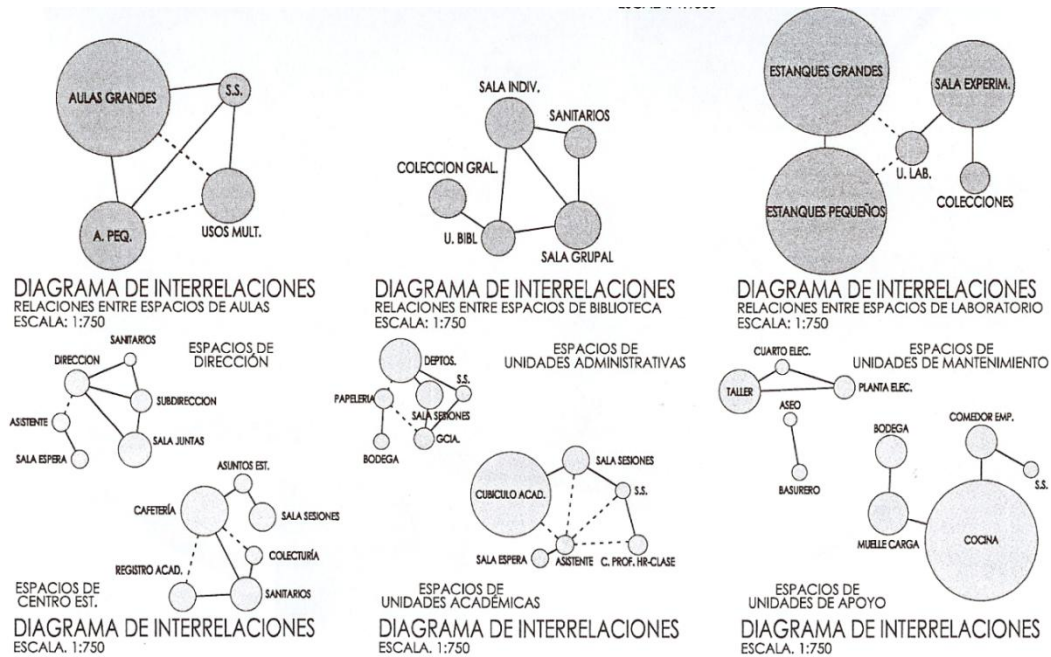 AULAS GRANDES
S.S.
A. PEQ.
USOS MULT.
DIAGRAMA DE INTERRELACIONES
RELACIONES ENTRE ESPACIOS DE AULAS
ESCALA: 1:750
SALA INDIV.
SANITARIOS
COLECCION GRAL.
U. BIBL
SALA GRUPAL
DIAGRAMA DE INTERRELACIONES
RELACIONES ENTRE ESPACIOS DE BIBLIOTECA
ESCALA: 1:750
ESTANQUES GRANDES
SALA EXPERIM.
U. LAB.
ESTANQUES PEQUEÑOS
COLECCIONES
DIAGRAMA DE INTERRELACIONES
RELACIONES ENTRE ESPACIOS DE LABORATORIO
ESCALA: 1:750
ESPACIOS DE
DIRECCIÓN
SANITARIOS
DIRECCION
SUBDIRECCION
ASISTENTE
SALA JUNTAS
SALA ESPERA
ASUNTOS EST.
CAFETERÍA
SALA SESIONES
COLECTURÍA
REGISTRO ACAD.
SANITARIOS
ESPACIOS DE
CENTRO EST.
DIAGRAMA DE INTERRELACIONES
ESCALA. 1:750
ESPACIOS DE
UNIDADES ADMINISTRATIVAS
DEPTOS.
S.S.
PAPELERIA
SALA SESIONES
GCIA.
BODEGA
SALA SESIONES
CUBICULO ACAD.
S.S.
SALA ESPERA
ASISTENTE
C. PROF. HR-CLASE
ESPACIOS DE
UNIDADES ACADÉMICAS
DIAGRAMA DE INTERRELACIONES
ESCALA. 1:750
ESPACIOS DE
UNIDADES DE MANTENIMIENTO
CUARTO ELEC.
TALLER
PLANTA ELEC.
ASEO
BASURERO
BODEGA
COMEDOR EMP.
S.S.
MUELLE CARGA
COCINA
ESPACIOS DE
UNIDADES DE APOYO
DIAGRAMA DE INTERRELACIONES
ESCALA. 1:750